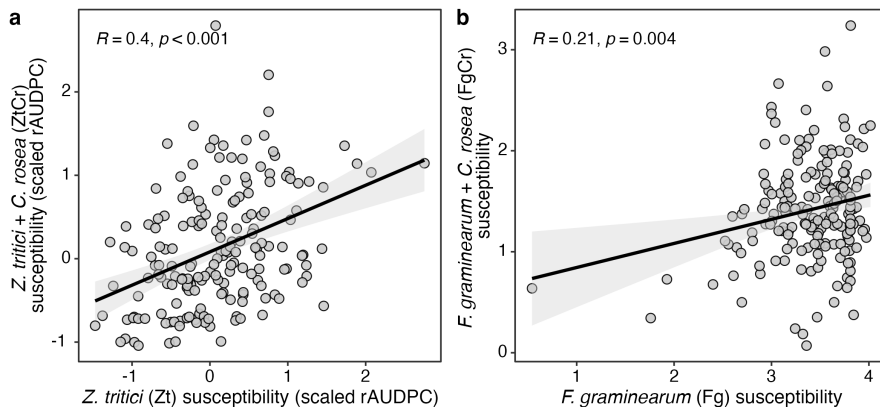 a
R = 0.4, p < 0.001
Z. tritici + C. rosea (ZtCr)
susceptibility (scaled rAUDPC)
2
1
0
-1
-1
0
1
2
Z. tritici (Zt) susceptibility (scaled rAUDPC)
b
R = 0.21, p = 0.004
F. graminearum + C. rosea (FgCr)
susceptibility
3
2
1
0
1
2
3
4
F. graminearum (Fg) susceptibility